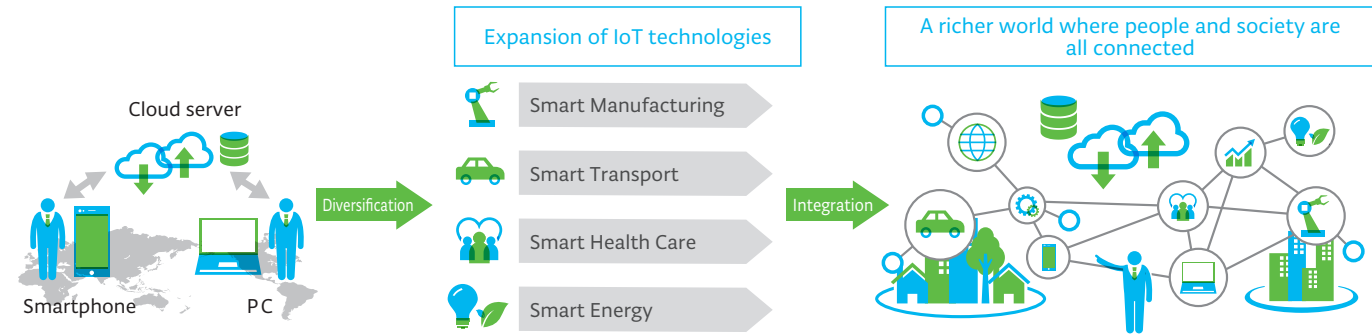 Cloud server
Smartphone
PC
Diversification
Expansion of IoT technologies
Smart Manufacturing
Smart Transport
Smart Health Care
Smart Energy
Integration
A richer world where people and society are
all connected